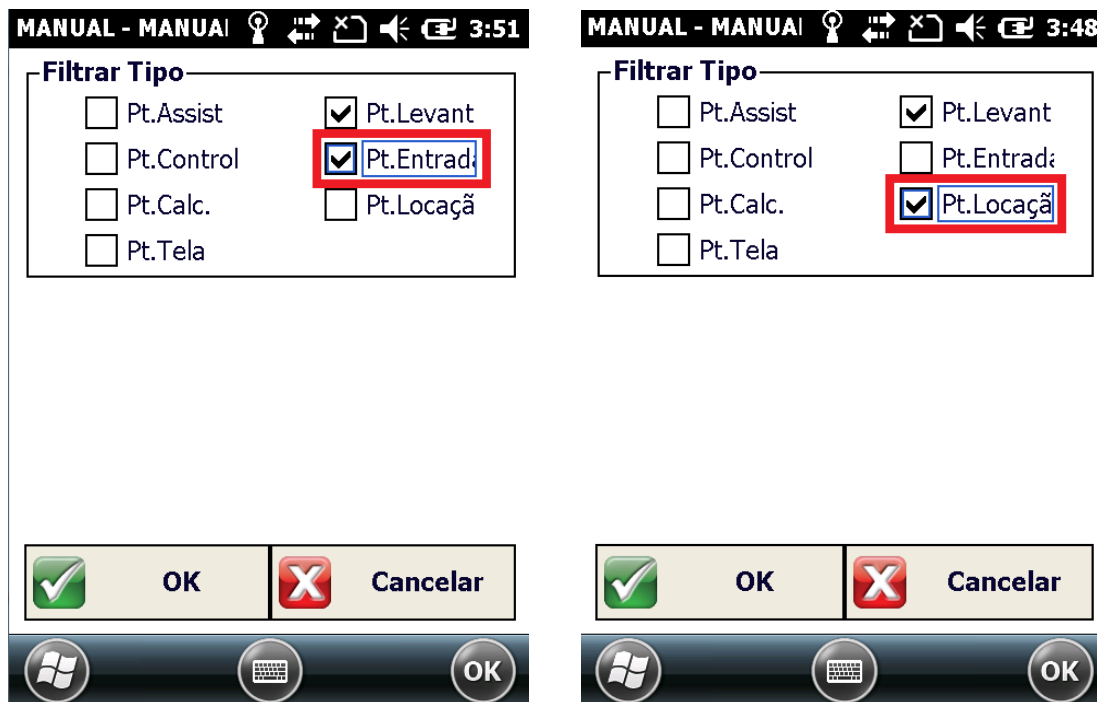 MANUAL - MANUAI 3:51
Filtrar Tipo
Pt.Assist Pt.Levant
Pt.Control Pt.Entrada
Pt.Calc. Pt.Locaçã
Pt.Tela
OK Cancelar
OK
MANUAL - MANUAI 3:48
Filtrar Tipo
Pt.Assist Pt.Levant
Pt.Control Pt.Entrada
Pt.Calc. Pt.Locaçã
Pt.Tela
OK Cancelar
OK